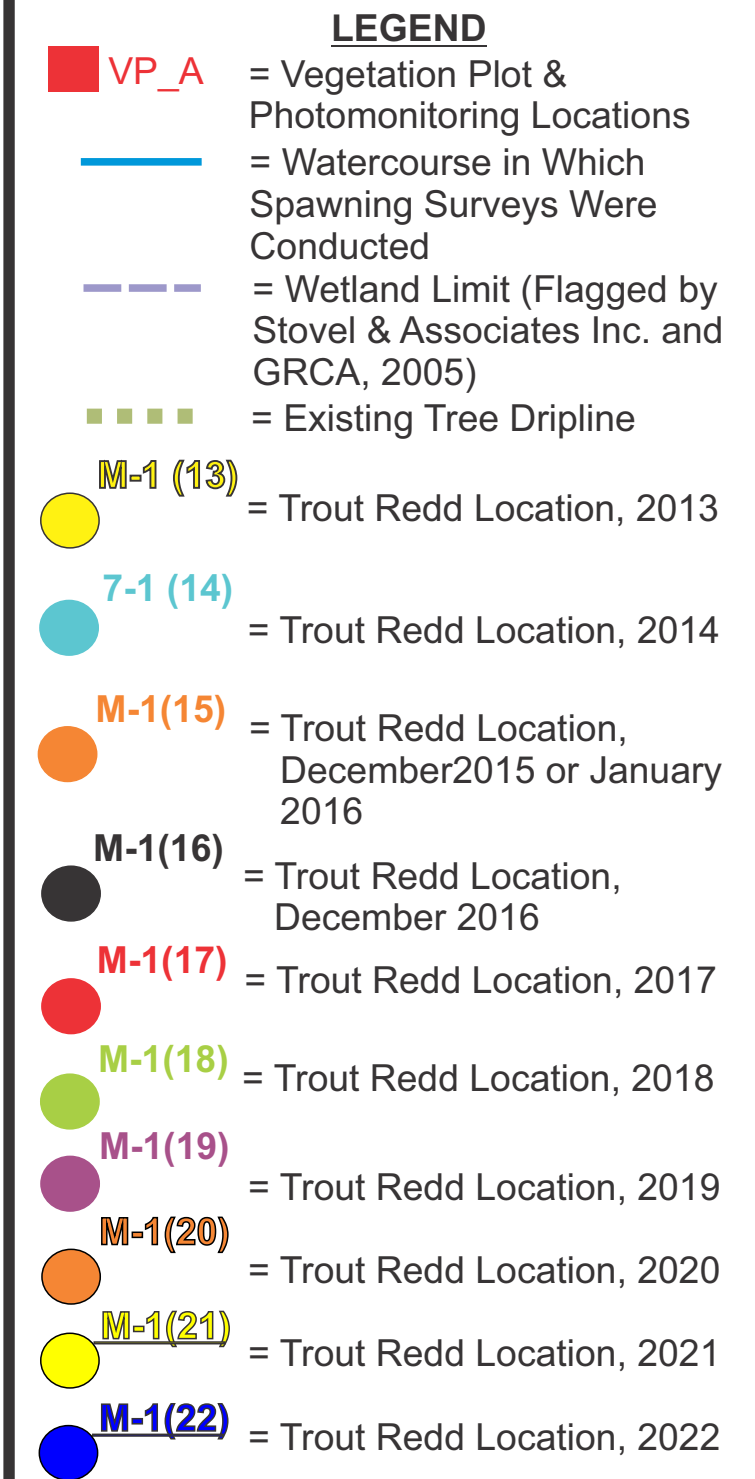 LEGEND
VP_A = Vegetation Plot &
Photomonitoring Locations
= Watercourse in Which
Spawning Surveys Were
Conducted
= Wetland Limit (Flagged by
Stovel & Associates Inc. and
GRCA, 2005)
= Existing Tree Dripline
M-1 (13)
= Trout Redd Location, 2013
7-1 (14)
= Trout Redd Location, 2014
M-1(15)
= Trout Redd Location,
December2015 or January
2016
M-1(16)
= Trout Redd Location,
December 2016
M-1(17)
= Trout Redd Location, 2017
M-1(18)
= Trout Redd Location, 2018
M-1(19)
= Trout Redd Location, 2019
M-1(20)
= Trout Redd Location, 2020
M-1(21)
= Trout Redd Location, 2021
M-1(22)
= Trout Redd Location, 2022